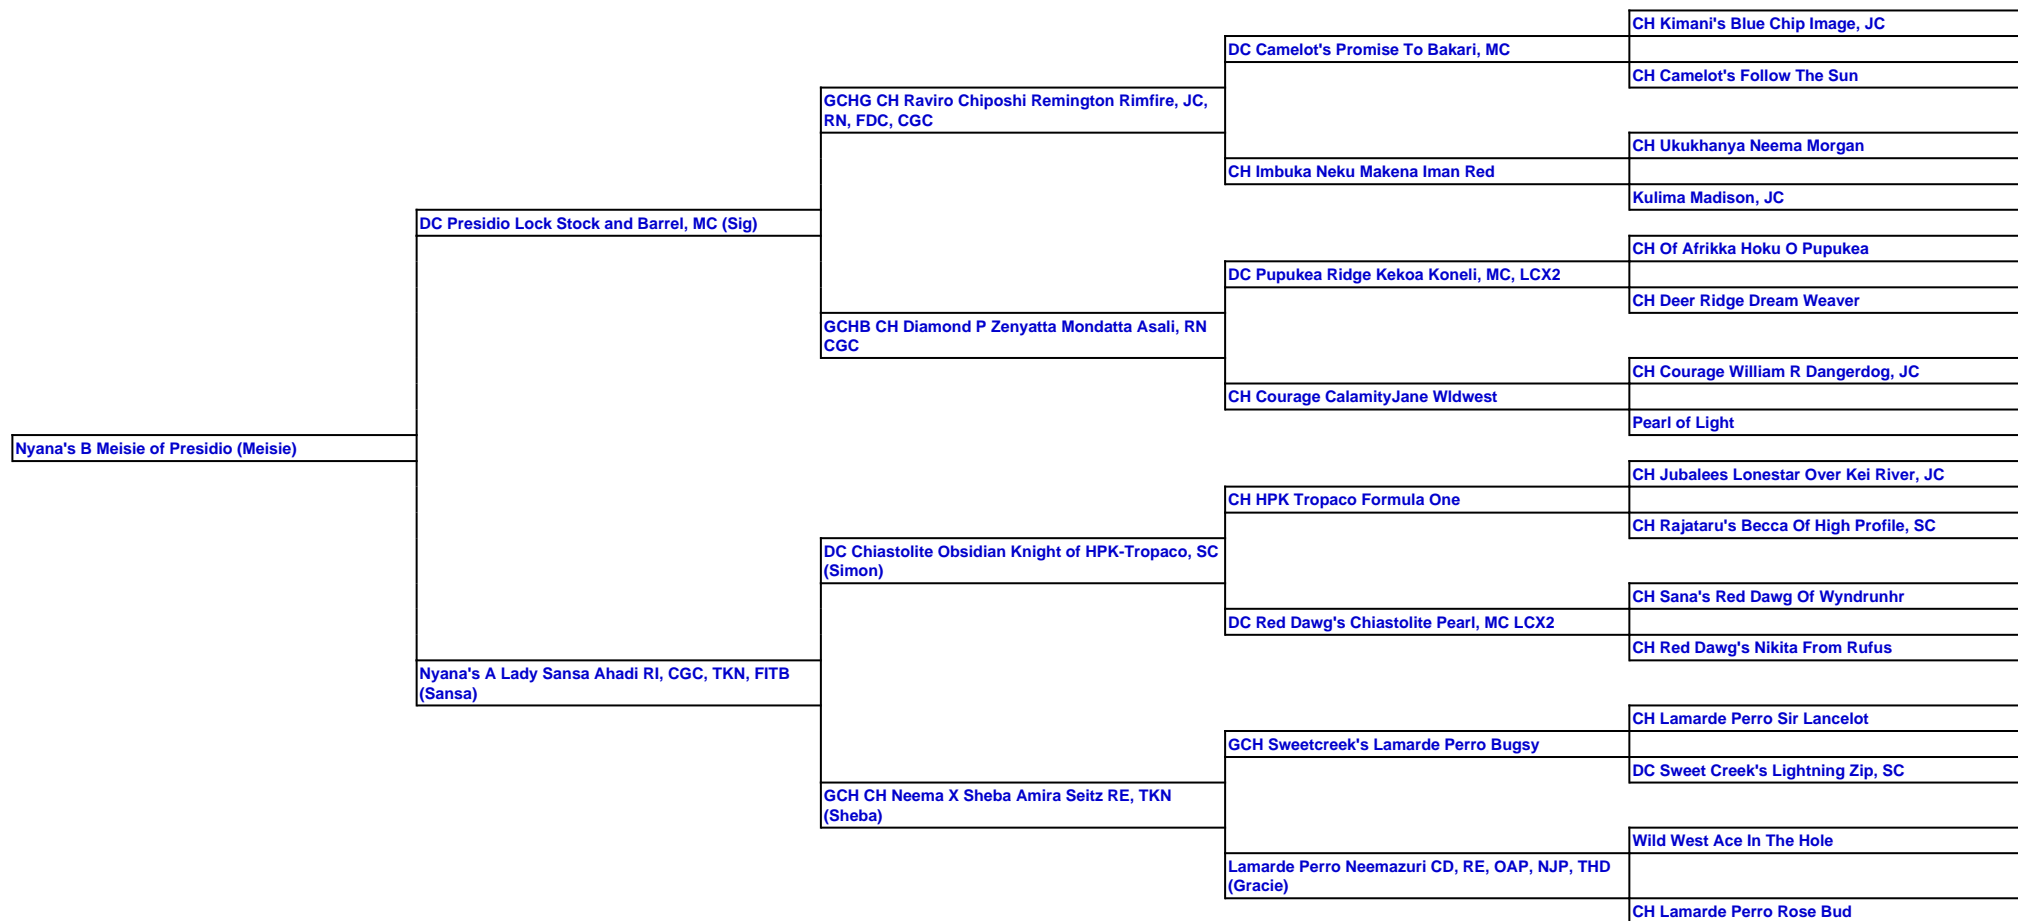 CH Kimani's Blue Chip Image, JC
DC Camelot's Promise To Bakari, MC
CH Camelot's Follow The Sun
GCHG CH Raviro Chiposhi Remington Rimfire, JC,
RN, FDC, CGC
CH Ukukhanya Neema Morgan
CH Imbuka Neku Makena Iman Red
Kulima Madison, JC
DC Presidio Lock Stock and Barrel, MC (Sig)
CH Of Afrikka Hoku O Pupukea
DC Pupukea Ridge Kekoa Koneli, MC, LCX2
CH Deer Ridge Dream Weaver
GCHB CH Diamond P Zenyatta Mondatta Asali, RN
CGC
CH Courage William R Dangerdog, JC
CH Courage CalamityJane Wldwest
Pearl of Light
Nyana's B Meisie of Presidio (Meisie)
CH Jubalees Lonestar Over Kei River, JC
CH HPK Tropaco Formula One
CH Rajataru's Becca Of High Profile, SC
DC Chiastolite Obsidian Knight of HPK-Tropaco, SC
(Simon)
CH Sana's Red Dawg Of Wyndrunhr
DC Red Dawg's Chiastolite Pearl, MC LCX2
CH Red Dawg's Nikita From Rufus
Nyana's A Lady Sansa Ahadi RI, CGC, TKN, FITB
(Sansa)
CH Lamarde Perro Sir Lancelot
GCH Sweetcreek's Lamarde Perro Bugsy
DC Sweet Creek's Lightning Zip, SC
GCH CH Neema X Sheba Amira Seitz RE, TKN
(Sheba)
Wild West Ace In The Hole
Lamarde Perro Neemazuri CD, RE, OAP, NJP, THD
(Gracie)
CH Lamarde Perro Rose Bud